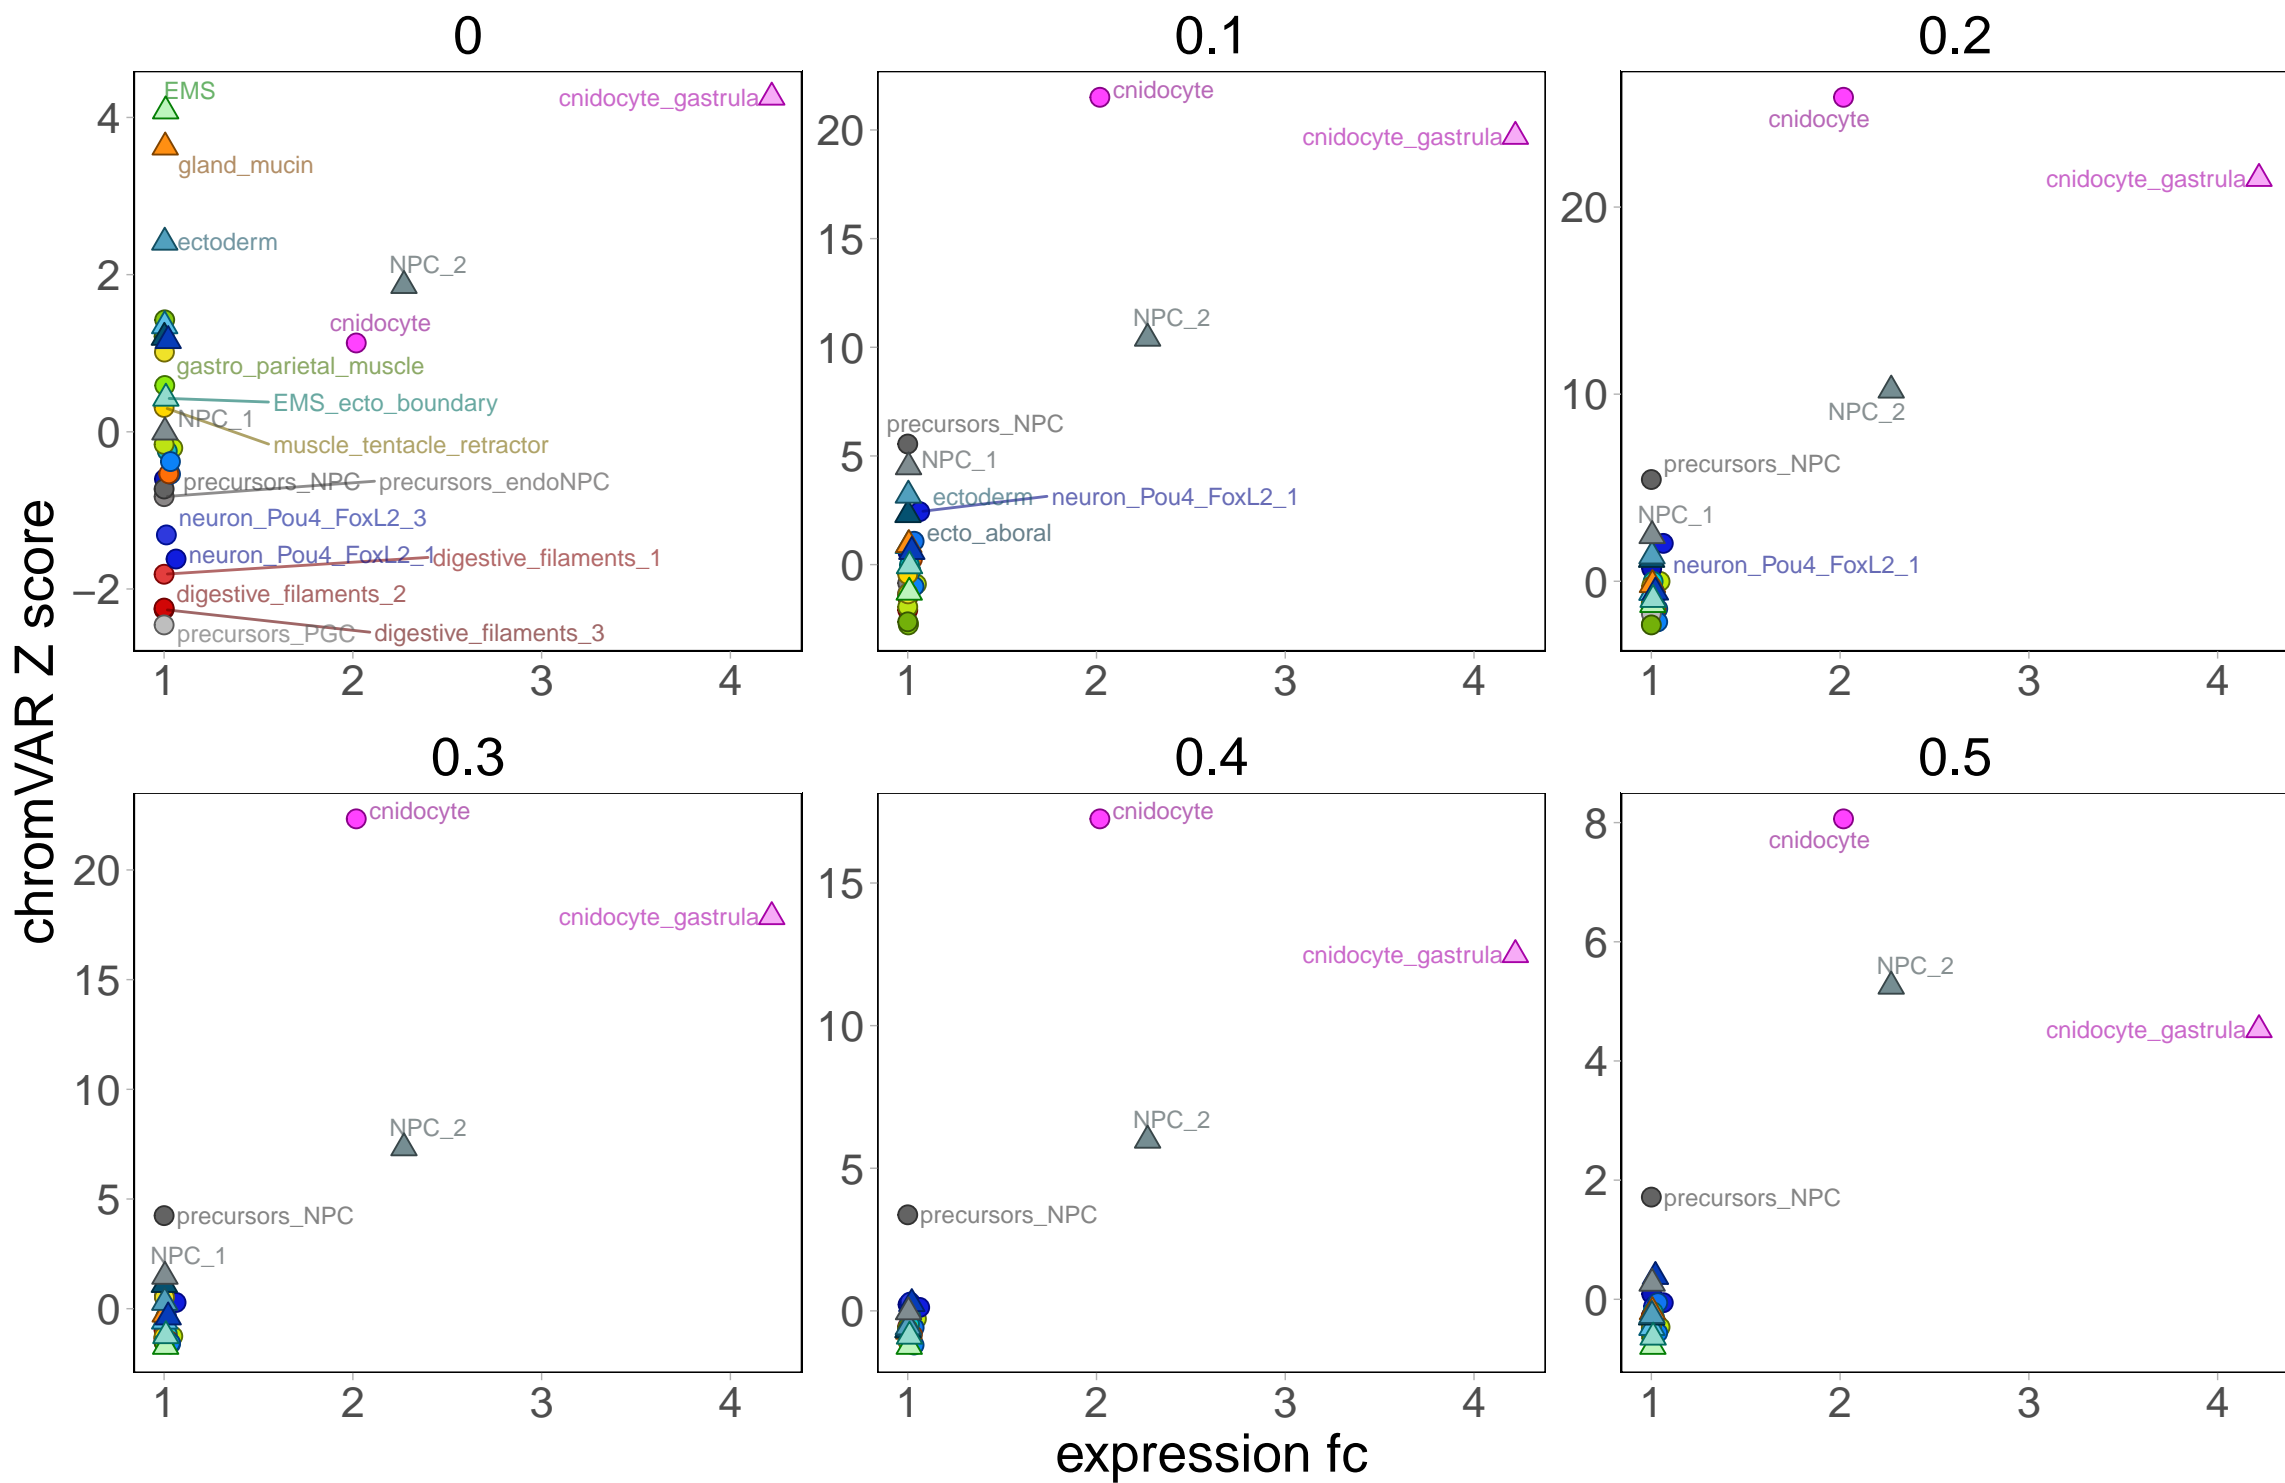 0
0.1
0.2
EMS
cnidocyte_gastrula
gland_mucin
ectoderm
NPC_2
cnidocyte
gastro_parietal_muscle
EMS_ecto_boundary
NPC_1
muscle_tentacle_retractor
precursors_NPC
precursors_endoNPC
neuron_Pou4_FoxL2_3
neuron_Pou4_FoxL2_1
digestive_filaments_1
digestive_filaments_2
digestive_filaments_3
precursors_PGC
4
2
0
−2
1 2 3 4
cnidocyte
cnidocyte_gastrula
NPC_2
precursors_NPC
NPC_1
ectoderm
neuron_Pou4_FoxL2_1
ecto_aboral
20
15
10
5
0
1 2 3 4
cnidocyte
cnidocyte_gastrula
NPC_2
precursors_NPC
NPC_1
neuron_Pou4_FoxL2_1
20
10
0
1 2 3 4
0.3
0.4
0.5
cnidocyte
cnidocyte_gastrula
NPC_2
precursors_NPC
NPC_1
20
15
10
5
0
1 2 3 4
cnidocyte
cnidocyte_gastrula
NPC_2
precursors_NPC
15
10
5
0
1 2 3 4
cnidocyte
NPC_2
cnidocyte_gastrula
precursors_NPC
8
6
4
2
0
1 2 3 4
chromVAR Z score
expression fc